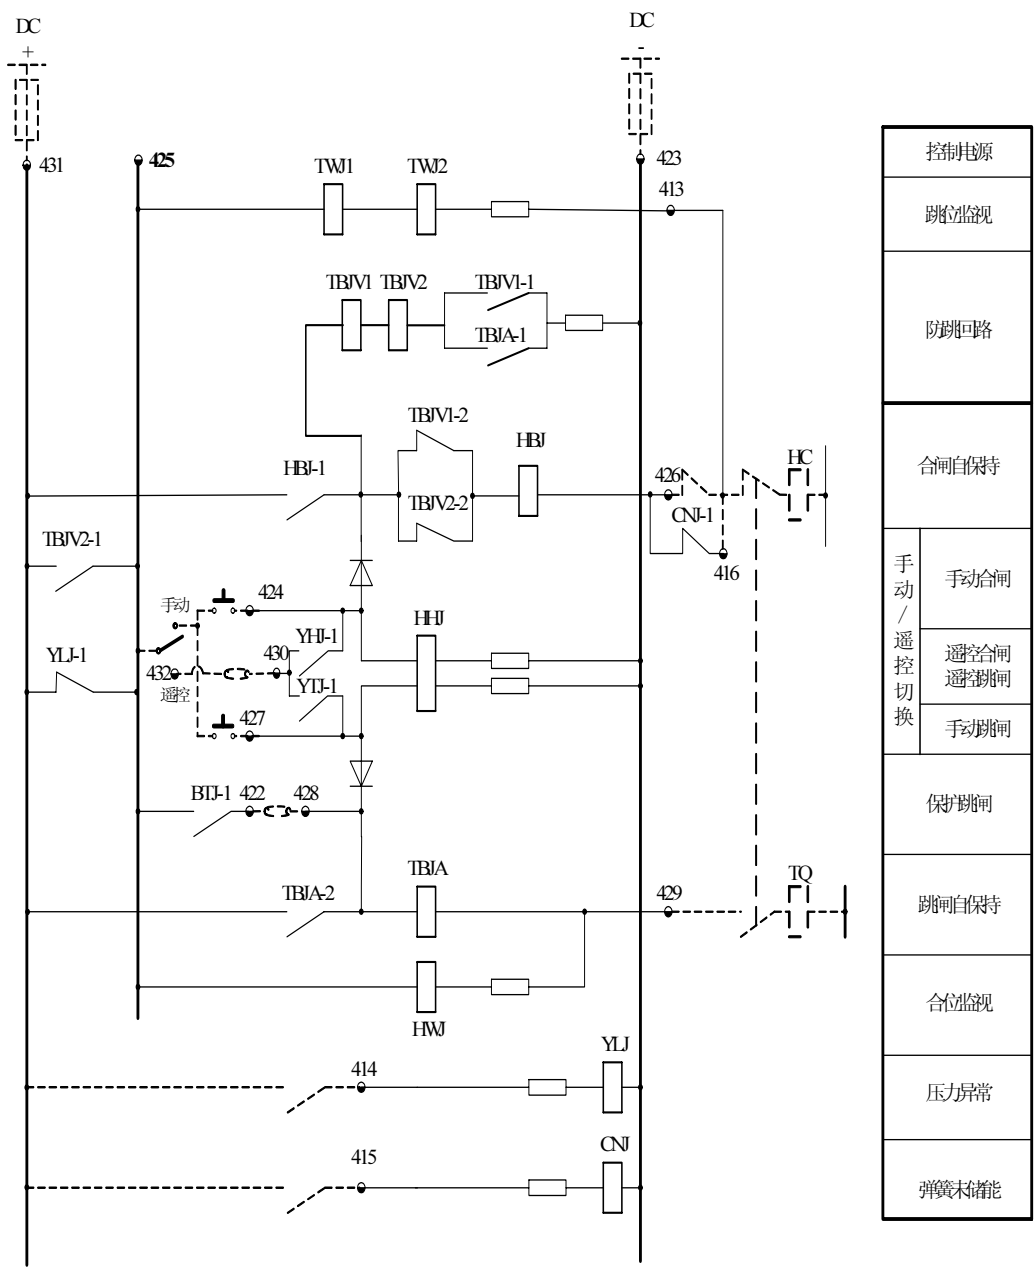 DC
+
DC
-
431
425
423
413
TWJ1
TWJ2
控制电源
跳位监视
TBJV1
TBJV2
TBJV1-1
TBJA-1
防跳回路
TBJV1-2
HBJ-1
HBJ
TBJV2-2
426
HC
CNJ-1
416
合闸自保持
TBJV2-1
手动
424
YLJ-1
432
430
YHJ-1
HHJ
遥控
YTJ-1
427
手动/遥控切换
手动合闸
遥控合闸
遥控跳闸
手动跳闸
BTJ-1
422
428
保护跳闸
TBJA-2
TBJA
429
TQ
跳闸自保持
HWJ
合位监视
414
YLJ
压力异常
415
CNJ
弹簧未储能